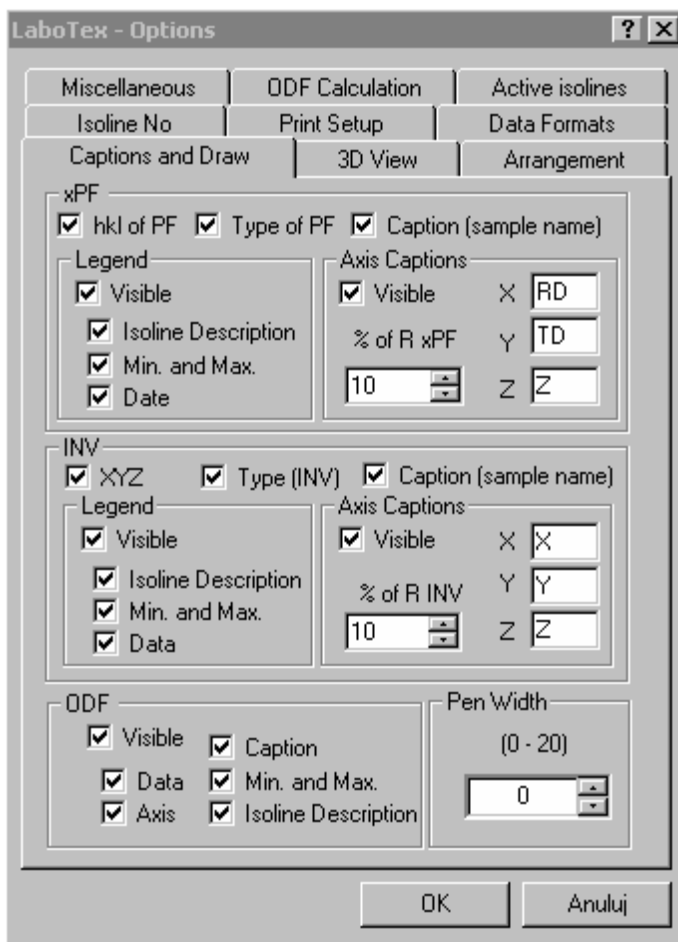 LaboTex - Options
Miscellaneous ODF Calculation Active isolines
Isoline No Print Setup Data Formats
Captions and Draw 3D View Arrangement
xPF
hkl of PF Type of PF Caption (sample name)
Legend Axis Captions
Visible Visible X RD
Isoline Description % of R xPF Y TD
Min. and Max.
Date 10 Z Z
INV
XYZ Type (INV) Caption (sample name)
Legend Axis Captions
Visible Visible X X
Isoline Description % of R INV Y Y
Min. and Max.
Data 10 Z Z
ODF Pen Width
Visible Caption (0 - 20)
Data Min. and Max. 0
Axis Isoline Description
OK Anuluj